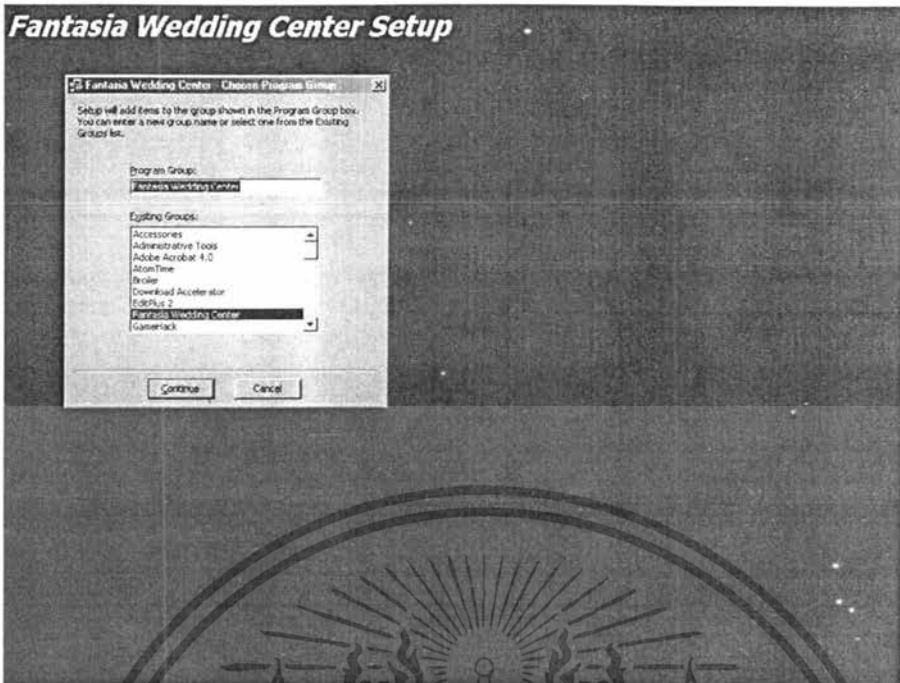 Fantasia Wedding Center Setup
Fantasia Wedding Center - Choose Program Group
Setup will add items to the group shown in the Program Group box.
You can enter a new group name or select one from the Existing
Groups list.
Program Group:
Fantasia Wedding Center
Existing Groups:
Accessories
Administrative Tools
Adobe Acrobat 4.0
AtomTime
Broiler
Download Accelerator
EditPlus 2
Fantasia Wedding Center
GameHack
Continue
Cancel